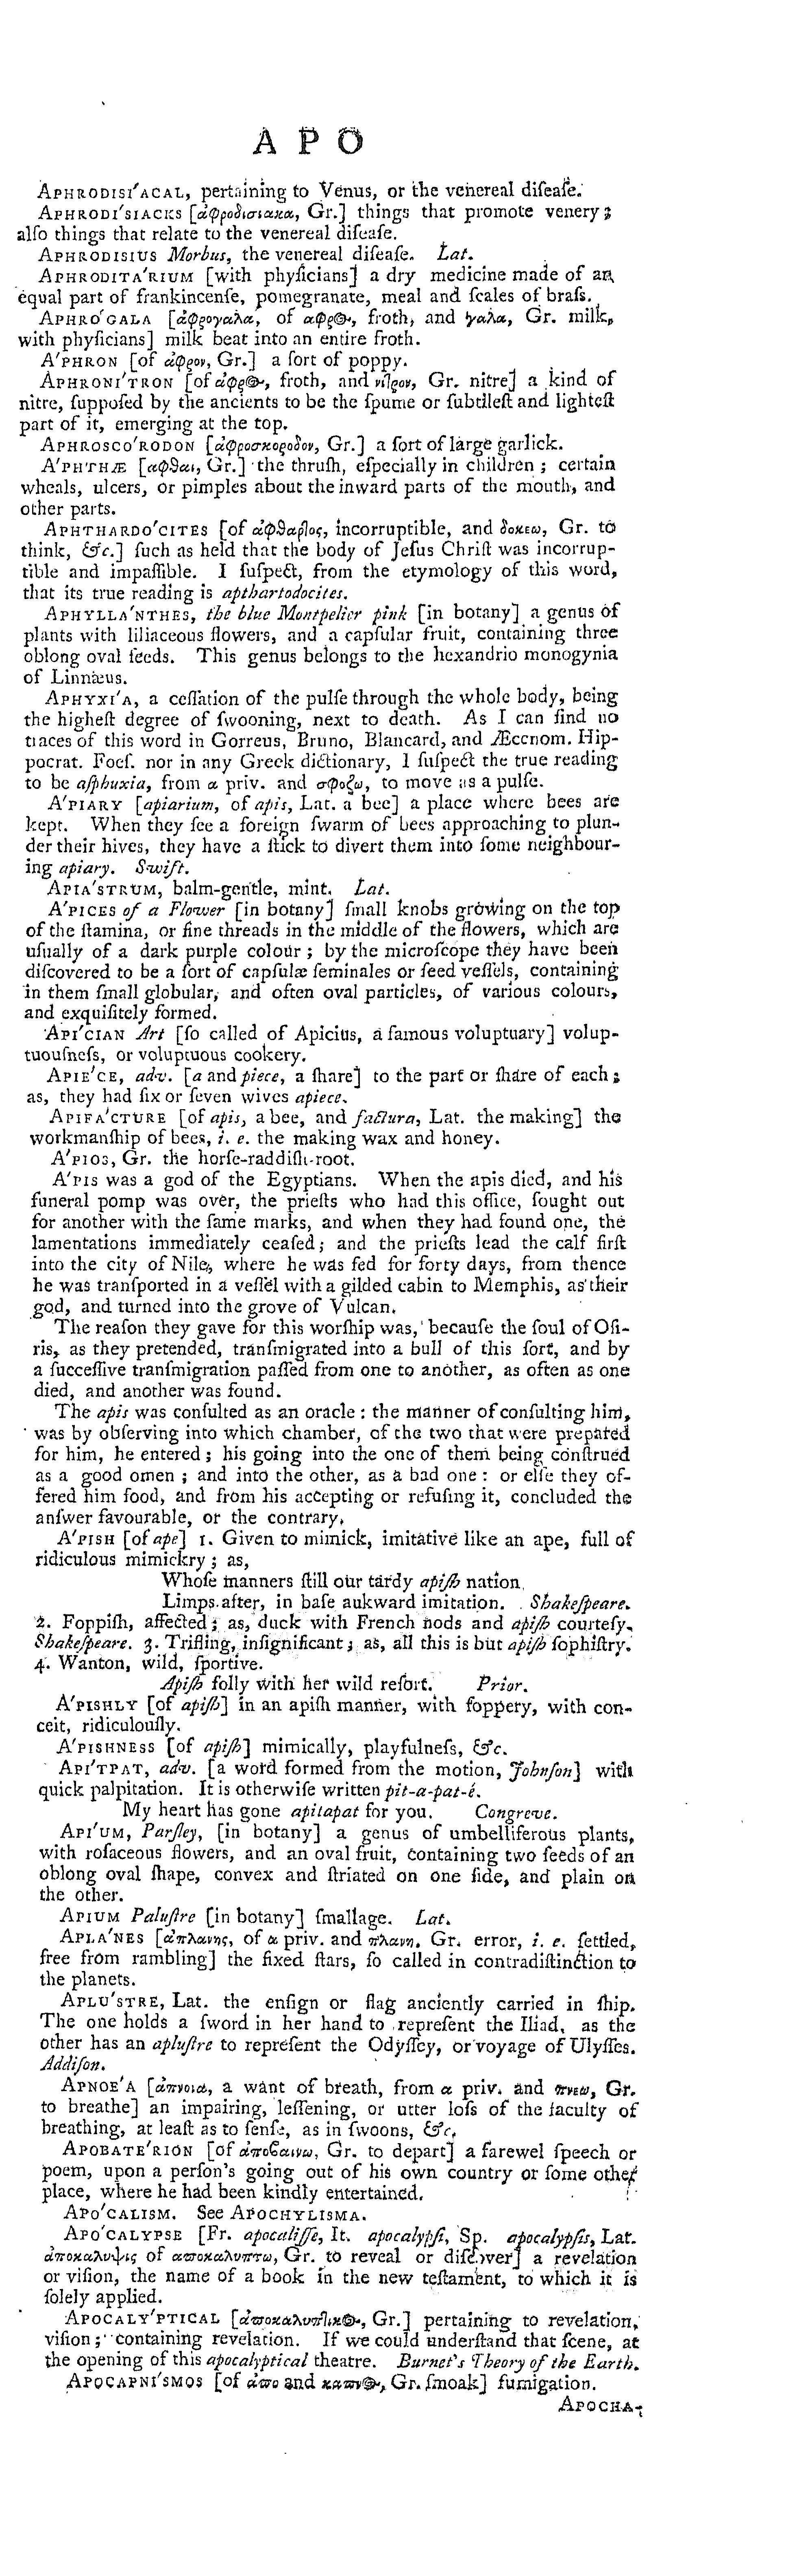 A P O
APHRODISI′ACAL, pertaining to Venus, or the venereal diſeaſe.
APHRODI′SIACKS [ἀφροδισιακα, Gr.] things that promote venery;
alſo things that relate to the venereal diſeaſe.
APHRODISIUS Morbus, the venereal diſeaſe. Lat.
APHRODITA′RIUM [with phyſicians] a dry medicine made of an
equal part of frankincenſe, pomegranate, meal and ſcales of braſs.
APHRO′GALA [ἀφρογαλα, of αφρ〥, froth, and γαλα, Gr. milk,
with phyſicians] milk beat into an entire froth.
A′PHRON [of ἀφρον, Gr.] a ſort of poppy.
APHRONI′TRON [of ἀφρος, froth, and νιτρον, Gr. nitre] a kind of
nitre, ſuppoſed by the ancients to be the ſpume or ſubtileſt and lighteſt
part of it, emerging at the top.
APHROSCO′RODON [ἀφροσκοροδον, Gr.] a ſort of large garlick.
A′PHTHÆ [αφθαι, Gr.] the thruſh, eſpecially in children; certain
wheals, ulcers, or pimples about the inward parts of the mouth, and
other parts.
APHTHARDO′CITES [of ἀφθαρτος, incorruptible, and δοκεω, Gr. to
think, &c.] ſuch as held that the body of Jeſus Chriſt was incorrup-
tible and impaſſible. I ſuſpect, from the etymology of this word,
that its true reading is apthartodocites.
APHYLLA′NTHES, the blue Montpelier pink [in botany] a genus of
plants with liliaceous flowers, and a capſular fruit, containing three
oblong oval ſeeds. This genus belongs to the hexandrio monogynia
of Linnæus.
APHYXI′A, a ceſſation of the pulſe through the whole body, being
the higheſt degree of ſwooning, next to death. As I can find no
traces of this word in Gorreus, Bruno, Blancard, and Æconom. Hip-
pocrat. Foeſ. nor in any Greek dictionary, I ſuſpect the true reading
to be aſphuxia, from α priv. and σφυζω, to move as a pulſe.
A′PIARY [apiarium, of apis, Lat. a bee] a place where bees are
kept. When they ſee a foreign ſwarm of bees approaching to plun-
der their hives, they have a ſtick to divert them into ſome neighbour-
ing apiary. Swift.
APIA′STRUM, balm-gentle, mint. Lat.
A′PICES of a Flower [in botany] ſmall knobs growing on the top
of the ſtamina, or fine threads in the middle of the flowers, which are
uſually of a dark purple colour; by the microſcope they have been
diſcovered to be a ſort of capſulæ ſeminales or ſeed veſſels, containing
in them ſmall globular, and often oval particles, of various colours,
and exquiſitely formed.
API′CIAN Art [ſo called of Apicius, a famous voluptuary] volup-
tuouſneſs, or voluptuous cookery.
APIE′CE, adv. [a and piece, a ſhare] to the part or ſhare of each;
as, they had ſix or ſeven wives apiece.
APIFA′CTURE [of apis, a bee, and factura, Lat. the making] the
workmanſhip of bees, i. e. the making wax and honey.
A′PIOS, Gr. the horſe-raddiſh-root.
A′PIS was a god of the Egyptians. When the apis died, and his
funeral pomp was over, the prieſts who had this office, ſought out
for another with the ſame marks, and when they had found one, the
lamentations immediately ceaſed; and the prieſts lead the calf firſt
into the city of Nile, where he was fed for forty days, from thence
he was tranſported in a veſſel with a gilded cabin to Memphis, as their
god, and turned into the grove of Vulcan.
The reaſon they gave for this worſhip was, becauſe the ſoul of Oſi-
ris, as they pretended, tranſmigrated into a bull of this ſort, and by
a ſucceſſive tranſmigration paſſed from one to another, as often as one
died, and another was found.
The apis was conſulted as an oracle: the manner of conſulting him,
was by obſerving into which chamber, of the two that were prepated
for him, he entered; his going into the one of them being conſtrued
as a good omen; and into the other, as a bad one: or elſe they of-
fered him food, and from his accepting or refuſing it, concluded the
anſwer favourable, or the contrary.
A′PISH [of ape] 1. Given to mimick, imitative like an ape, full of
ridiculous mimickry; as,
Whoſe manners ſtill our tardy apiſh nation
Limps after, in baſe aukward imitation. Shakeſpeare.
2. Foppiſh, affected; as, duck with French nods and apiſh courteſy.
Shakeſpeare. 3. Trifling, inſignificant; as, all this is but apiſh ſophiſtry.
4. Wanton, wild, ſportive.
Apiſh folly with her wild reſort. Prior.
A′PISHLY [of apiſh] in an apiſh manner, with foppery, with con-
ceit, ridiculouſly.
A′PISHNESS [of apiſh] mimically, playfulneſs, &c.
API′TPAT, adv. [a word formed from the motion, Johnſon] with
quick palpitation. It is otherwiſe written pit-a-pat-é.
My heart has gone apitapat for you. Congreve.
API′UM, Parſley, [in botany] a genus of umbelliferous plants,
with roſaceous flowers, and an oval fruit, containing two ſeeds of an
oblong oval ſhape, convex and ſtriated on one ſide, and plain on
the other.
APIUM Paluſtre [in botany] ſmallage. Lat.
APLA′NES [ἀπλανης, of α priv. and πλανη, Gr. error, i. e. ſettled,
free from rambling] the fixed ſtars, ſo called in contradiſtinction to
the planets.
APLU′STRE, Lat. the enſign or flag anciently carried in ſhip.
The one holds a ſword in her hand to repreſent the Iliad, as the
other has an apluſtre to repreſent the Odyſſey, or voyage of Ulyſſes.
Addiſon.
APNOE′A [ἀπνοια, a want of breath, from α priv. and πνεω, Gr.
to breathe] an impairing, leſſening, or utter loſs of the faculty of
breathing, at leaſt as to ſenſe, as in ſwoons, &c.
APOBATE′RION [of ἀποβαινω, Gr. to depart] a farewel ſpeech or
poem, upon a perſon's going out of his own country or ſome other
place, where he had been kindly entertained.
APO′CALISM. See APOCHYLISMA.
APO′CALYPSE [Fr. apocaliſſe, It. apocalypſi, Sp. apocalypſis, Lat.
ἀποκαλυψις of αποκαλυπτω, Gr. to reveal or diſcover] a revelation
or viſion, the name of a book in the new teſtament, to which it is
ſolely applied.
APOCALY′PTICAL [ἀποκαλυπτικος, Gr.] pertaining to revelation,
viſion; containing revelation. If we could underſtand that ſcene, at
the opening of this apocalyptical theatre. Burnet's Theory of the Earth.
APOCAPNI′SMOS [of ἀπο and καπνος, Gr. ſmoak] fumigation.
APOCHA-